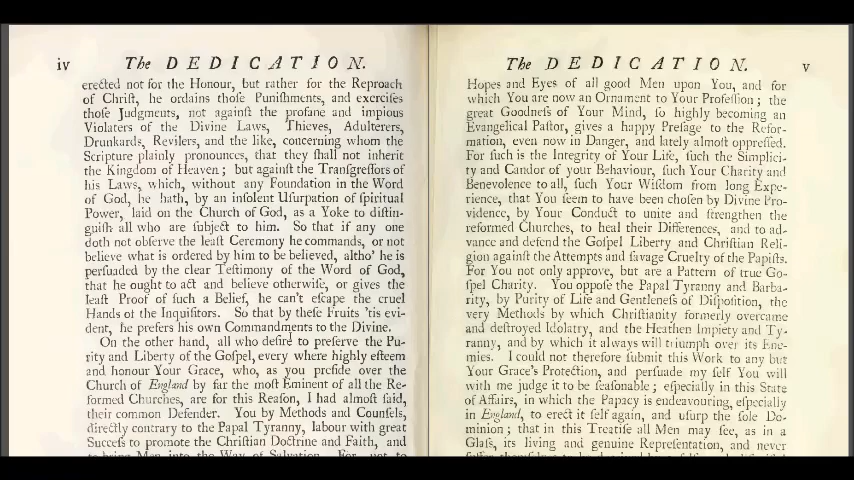 iv The DEDICATION.
erected not for the Honour, but rather for the Reproach
of Chriſt, he ordains thoſe Puniſhments, and exerciſes
thoſe Judgments, not againſt the profane and impious
Violaters of the Divine Laws, Thieves, Adulterers,
Drunkards, Revilers, and the like, concerning whom the
Scripture plainly pronounces, that they ſhall not inherit
the Kingdom of Heaven; but againſt the Tranſgreſſors of
his Laws, which, without any Foundation in the Word
of God, he hath, by an inſolent Uſurpation of ſpiritual
Power, laid on the Church of God, as a Yoke to diſtin-
guiſh all who are ſubject to him. So that if any one
doth not obſerve the leaſt Ceremony he commands, or not
believe what is ordered by him to be believed, altho' he is
perſuaded by the clear Teſtimony of the Word of God,
that he ought to act and believe otherwiſe, or gives the
leaſt Proof of ſuch a Belief, he can't eſcape the cruel
Hands of the Inquiſitors. So that by theſe Fruits 'tis evi-
dent, he prefers his own Commandments to the Divine.
On the other hand, all who deſire to preſerve the Pu-
rity and Liberty of the Goſpel, every where highly eſteem
and honour Your Grace, who, as you preſide over the
Church of England by far the moſt Eminent of all the Re-
formed Churches, are for this Reaſon, I had almoſt ſaid,
their common Defender. You by Methods and Counſels,
directly contrary to the Papal Tyranny, labour with great
Succeſs to promote the Chriſtian Doctrine and Faith, and
to bring Men into the Way of Salvation. For, not to
The DEDICATION. v
Hopes and Eyes of all good Men upon You, and for
which You are now an Ornament to Your Profeſſion; the
great Goodneſs of Your Mind, ſo highly becoming an
Evangelical Paſtor, gives a happy Preſage to the Refor-
mation, even now in Danger, and lately almoſt oppreſſed.
For ſuch is the Integrity of Your Life, ſuch the Simplici-
ty and Candor of your Behaviour, ſuch Your Charity and
Benevolence to all, ſuch Your Wiſdom from long Expe-
rience, that You ſeem to have been choſen by Divine Pro-
vidence, by Your Conduct to unite and ſtrengthen the
reformed Churches, to heal their Differences, and to ad-
vance and defend the Goſpel Liberty and Chriſtian Reli-
gion againſt the Attempts and ſavage Cruelty of the Papiſts.
For You not only approve, but are a Pattern of true Go-
ſpel Charity. You oppoſe the Papal Tyranny and Barba-
rity, by Purity of Life and Gentleneſs of Diſpoſition, the
very Methods by which Chriſtianity formerly overcame
and deſtroyed Idolatry, and the Heathen Impiety and Ty-
ranny, and by which it always will triumph over its Ene-
mies. I could not therefore ſubmit this Work to any but
Your Grace's Protection, and perſuade my ſelf You will
with me judge it to be ſeaſonable; eſpecially in this State
of Affairs, in which the Papacy is endeavouring, eſpecially
in England, to erect it ſelf again, and uſurp the ſole Do-
minion; that in this Treatiſe all Men may ſee, as in a
Glaſs, its living and genuine Repreſentation, and never